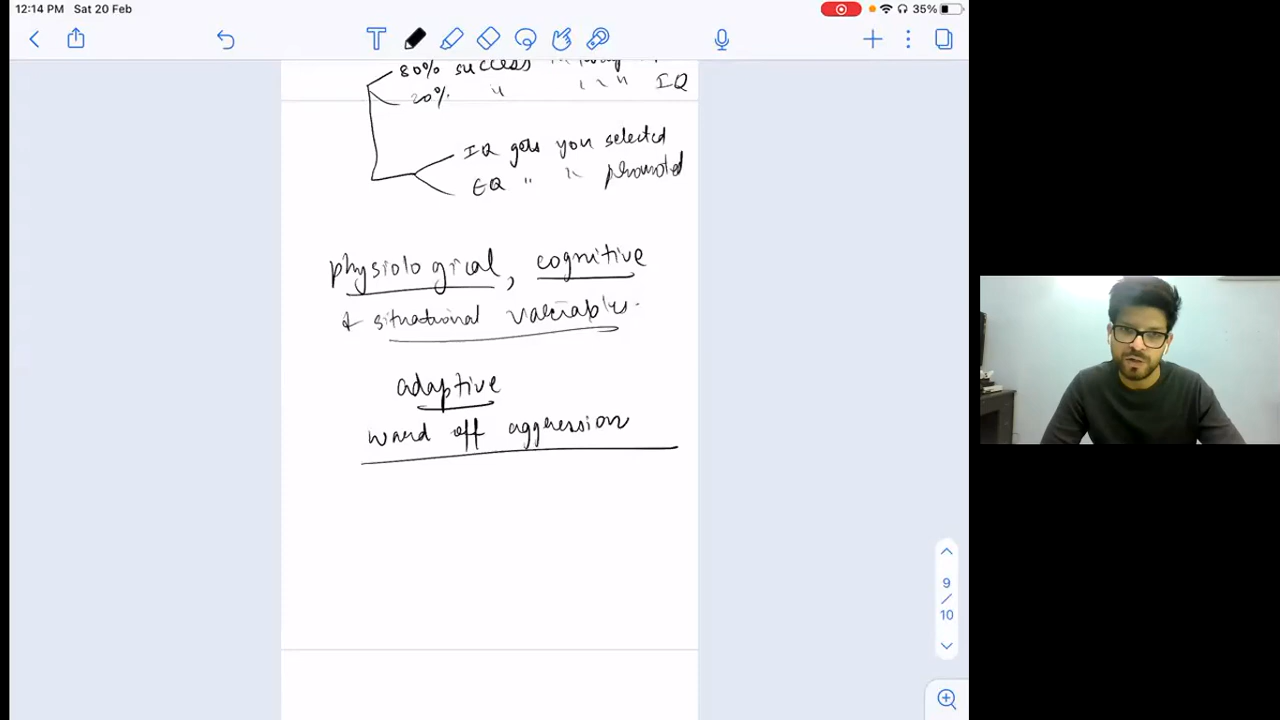 12:14 PM Sat 20 Feb
35%
80% success
20% " " " " IQ
IQ gets you selected
EQ " " promoted
physiological, cognitive
& situational variables.
adaptive
ward off aggression
9
/
10